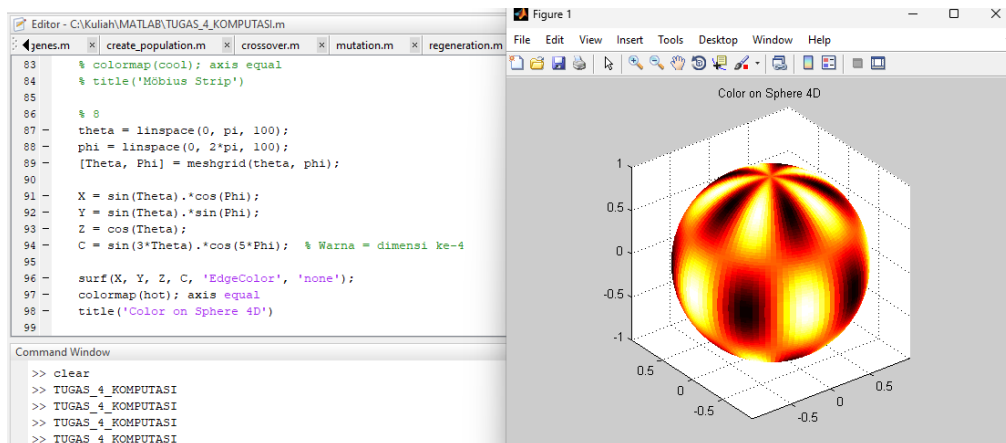 Editor - C:\Kuliah\MATLAB\TUGAS_4_KOMPUTASI.m
genes.m × create_population.m × crossover.m × mutation.m × regeneration.m
83 % colormap(cool); axis equal
84 % title('Möbius Strip')
85
86 % 8
87 – theta = linspace(0, pi, 100);
88 – phi = linspace(0, 2*pi, 100);
89 – [Theta, Phi] = meshgrid(theta, phi);
90
91 – X = sin(Theta).*cos(Phi);
92 – Y = sin(Theta).*sin(Phi);
93 – Z = cos(Theta);
94 – C = sin(3*Theta).*cos(5*Phi); % Warna = dimensi ke-4
95
96 – surf(X, Y, Z, C, 'EdgeColor', 'none');
97 – colormap(hot); axis equal
98 – title('Color on Sphere 4D')
99
Command Window
>> clear
>> TUGAS_4_KOMPUTASI
>> TUGAS_4_KOMPUTASI
>> TUGAS_4_KOMPUTASI
>> TUGAS_4_KOMPUTASI
Figure 1
File Edit View Insert Tools Desktop Window Help
Color on Sphere 4D
1
0.5
0
-0.5
-1
0.5
0
-0.5
-0.5
0
0.5